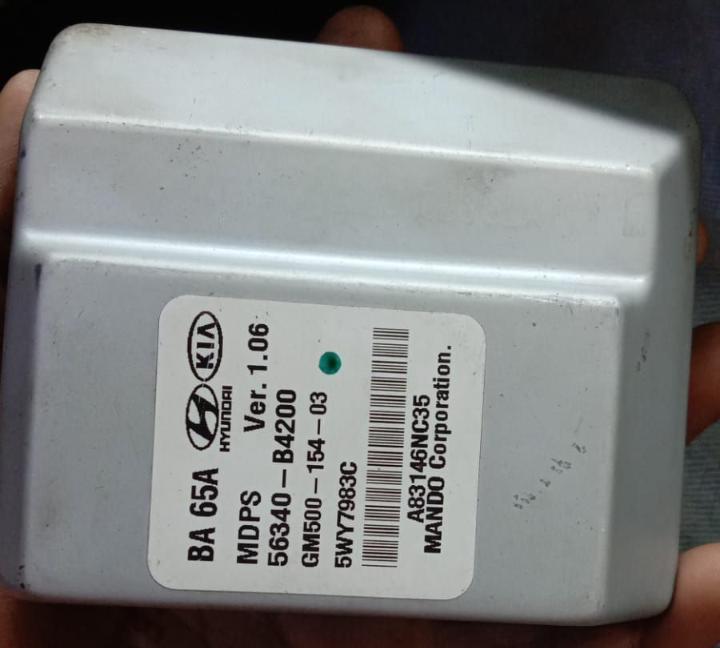 BA 65A HYUNDAI KIA
MDPS Ver. 1.06
56340-B4200
GM500-154-03
5WY7983C
A83146NC35
MANDO Corporation.